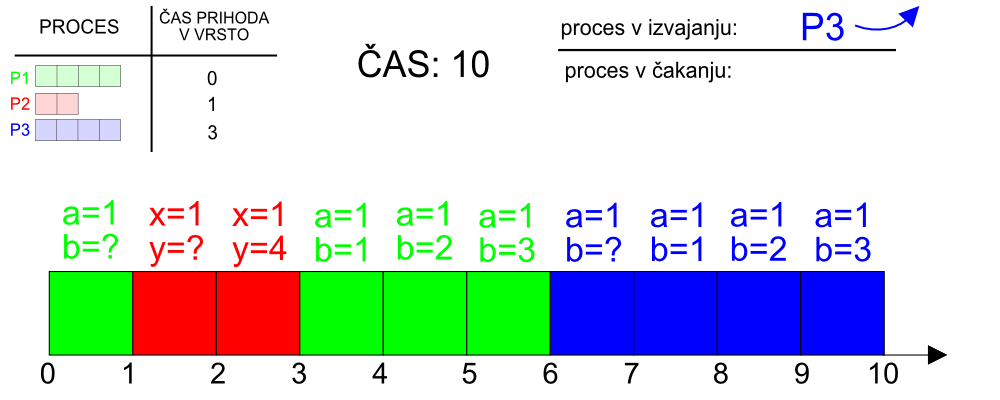 PROCES
ČAS PRIHODA
V VRSTO
P1 0
P2 1
P3 3
ČAS: 10
proces v izvajanju: P3
proces v čakanju:
a=1 x=1 x=1 a=1 a=1 a=1 a=1 a=1 a=1 a=1
b=? y=? y=4 b=1 b=2 b=3 b=? b=1 b=2 b=3
0 1 2 3 4 5 6 7 8 9 10